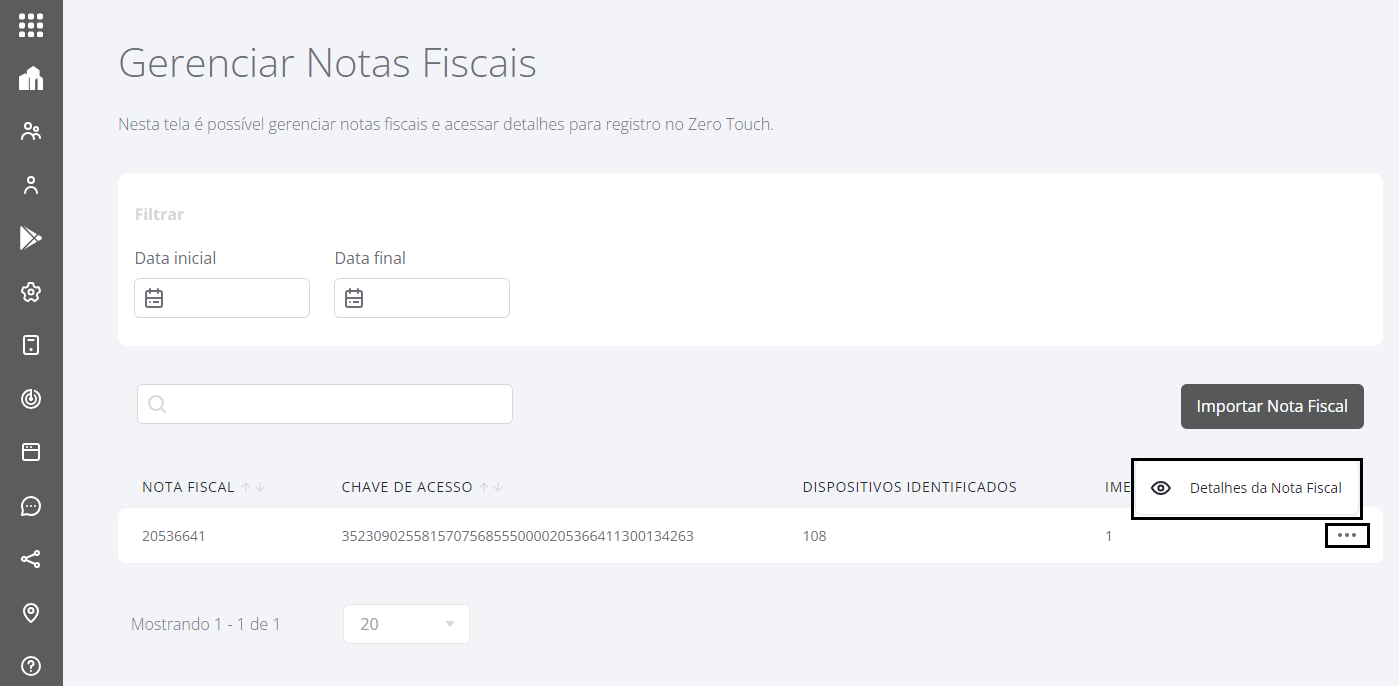 Gerenciar Notas Fiscais
Nesta tela é possível gerenciar notas fiscais e acessar detalhes para registro no Zero Touch.
Filtrar
Data inicial Data final
Importar Nota Fiscal
NOTA FISCAL CHAVE DE ACESSO DISPOSITIVOS IDENTIFICADOS IME
Detalhes da Nota Fiscal
20536641 35230902558157075685550000205366411300134263 108 1
Mostrando 1 - 1 de 1 20